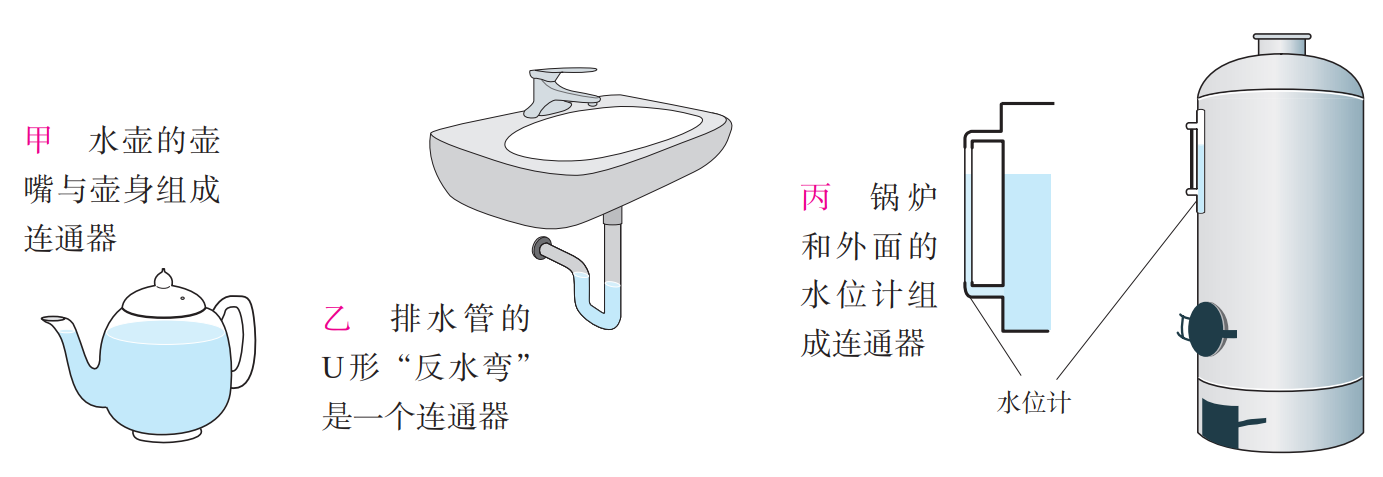 甲 水壶的壶
嘴与壶身组成
连通器
乙 排水管的
U形“反水弯”
是一个连通器
丙 锅炉
和外面的
水位计组
成连通器
水位计